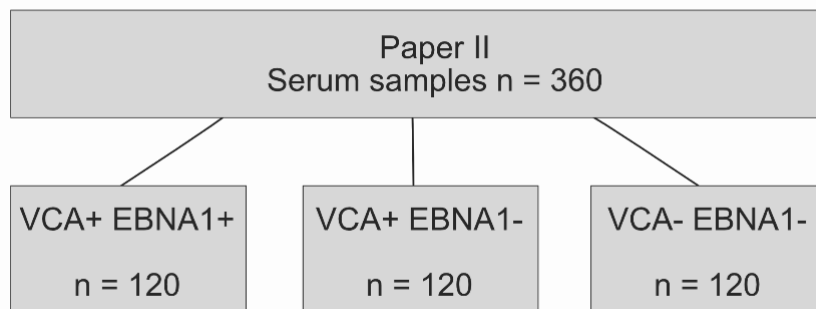 Paper II
Serum samples n = 360
VCA+ EBNA1+
n = 120
VCA+ EBNA1-
n = 120
VCA- EBNA1-
n = 120